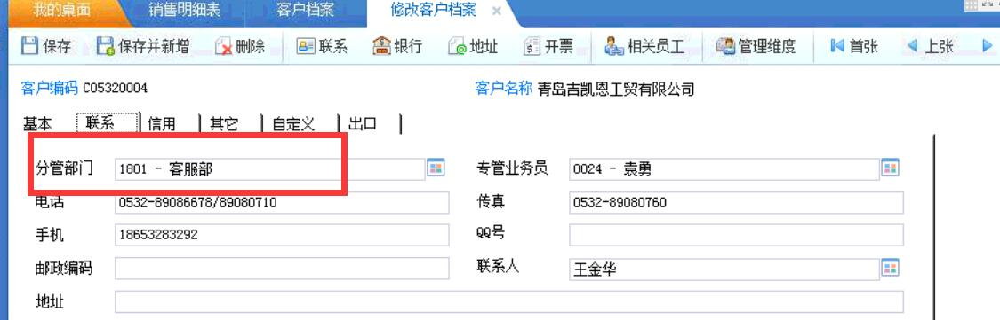 我的桌面 销售明细表 客户档案 修改客户档案
保存 保存并新增 删除 联系 银行 地址 开票 相关员工 管理维度 首张 上张
客户编码 C05320004 客户名称 青岛吉凯恩工贸有限公司
基本 联系 信用 其它 自定义 出口
分管部门 1801 - 客服部 专管业务员 0024 - 袁勇
电话 0532-89086678/89080710 传真 0532-89080760
手机 18653283292 QQ号
邮政编码 联系人 王金华
地址